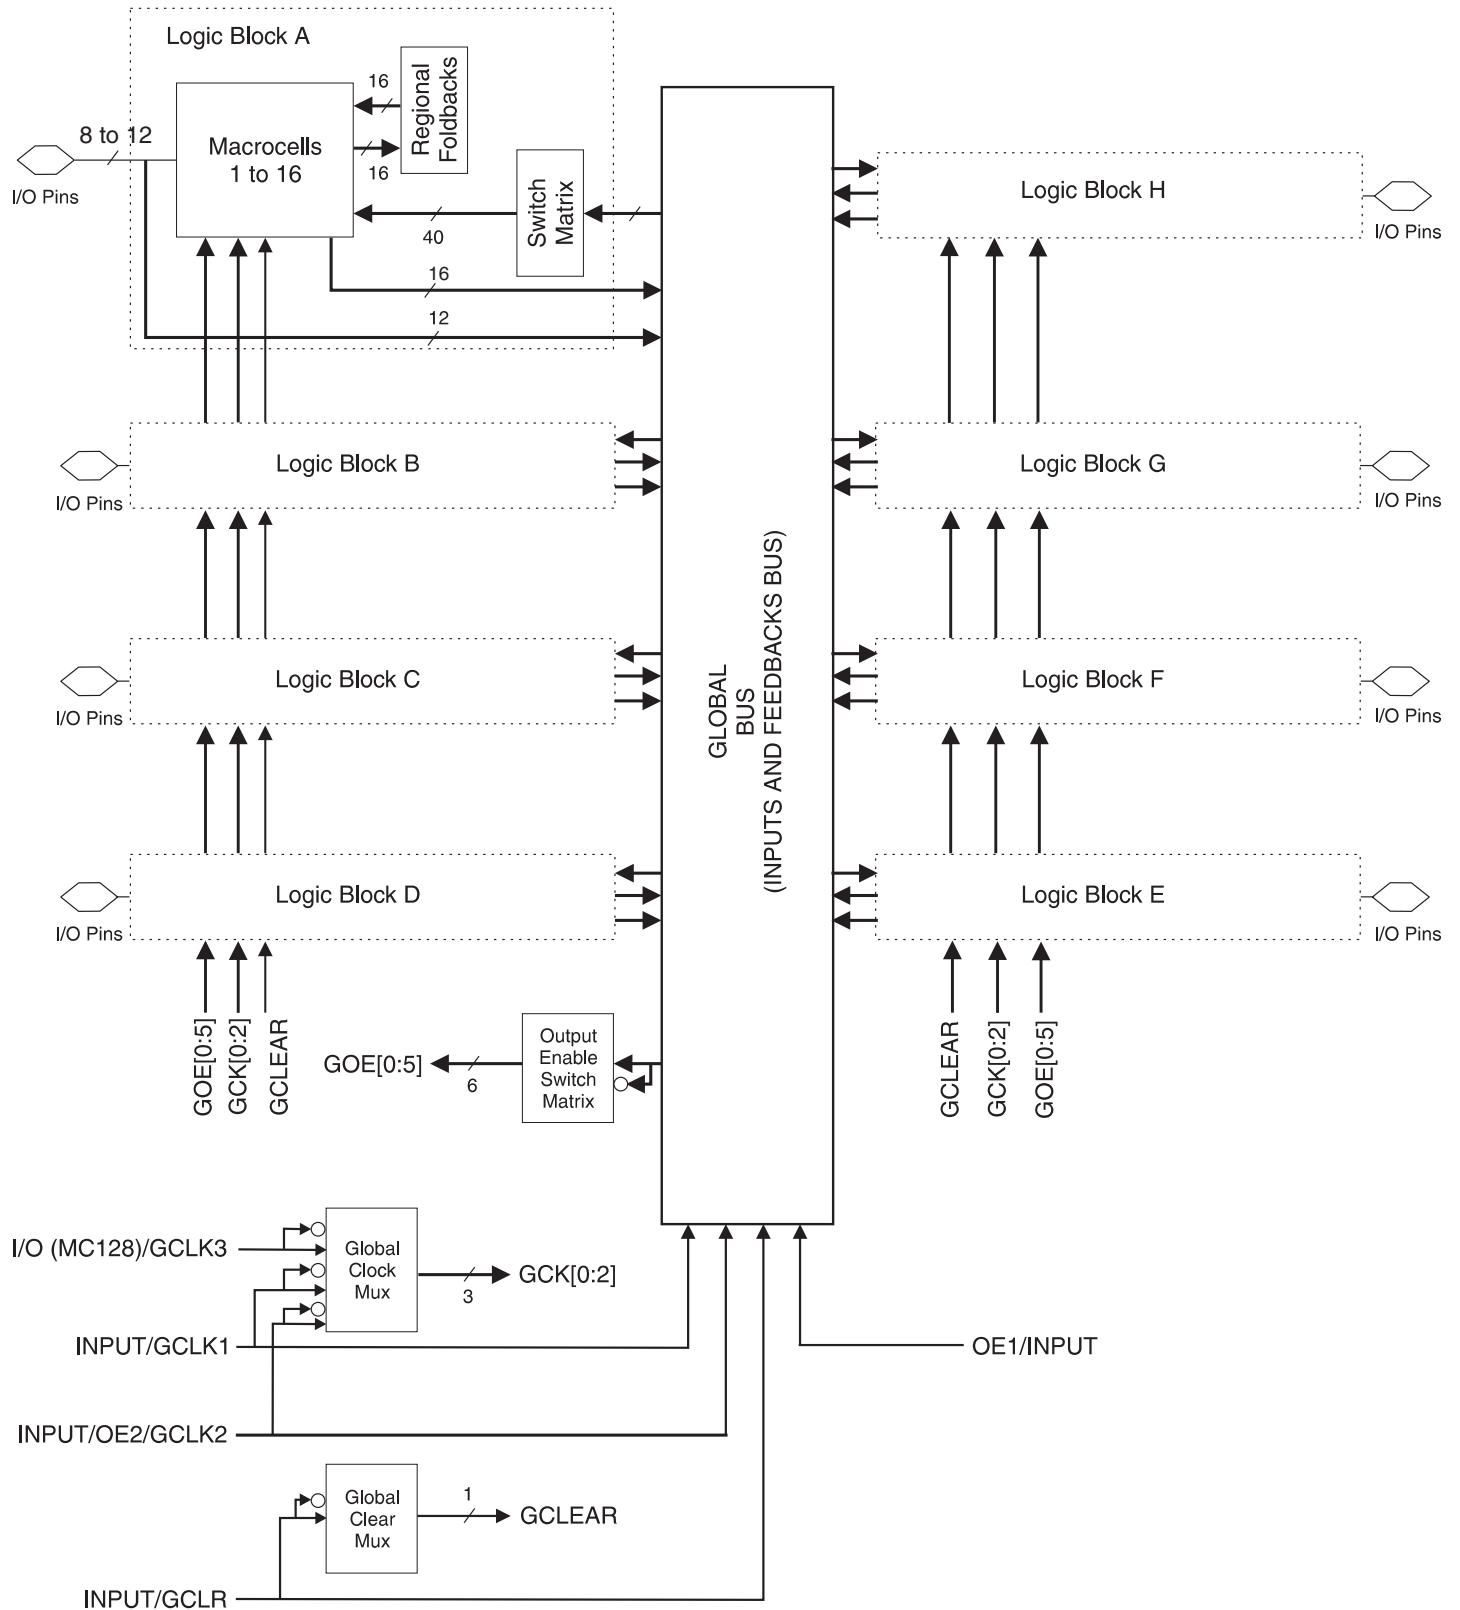 Logic Block A
Regional
Foldbacks
16
16
8 to 12
Macrocells
1 to 16
I/O Pins
Switch
Matrix
40
16
12
Logic Block H
I/O Pins
Logic Block B
I/O Pins
Logic Block G
I/O Pins
GLOBAL
BUS
(INPUTS AND FEEDBACKS BUS)
Logic Block C
I/O Pins
Logic Block F
I/O Pins
Logic Block D
I/O Pins
Logic Block E
I/O Pins
GOE[0:5]
GCK[0:2]
GCLEAR
GCLEAR
GCK[0:2]
GOE[0:5]
Output
Enable
Switch
Matrix
GOE[0:5]
6
I/O (MC128)/GCLK3
Global
Clock
Mux
3
GCK[0:2]
INPUT/GCLK1
OE1/INPUT
INPUT/OE2/GCLK2
Global
Clear
Mux
1
GCLEAR
INPUT/GCLR